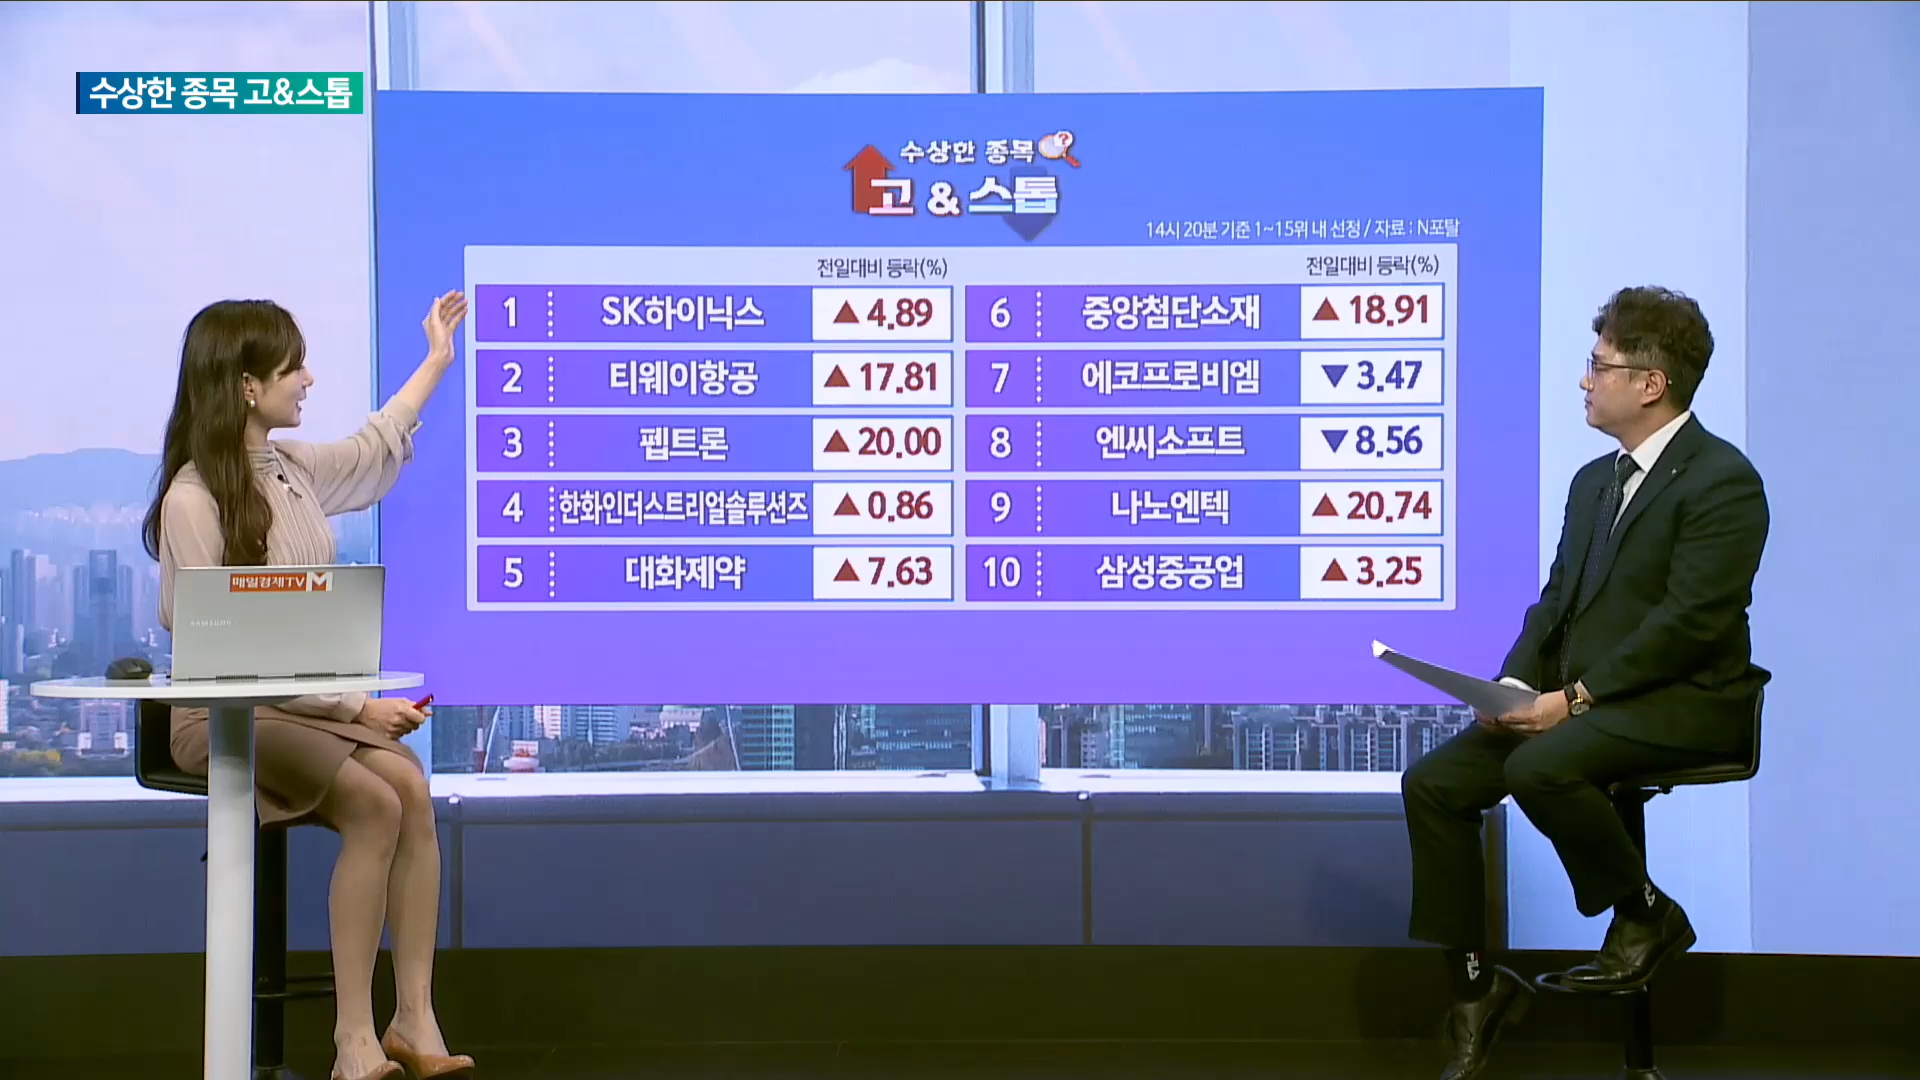 수상한 종목 고&스톱
수상한 종목
고 & 스톱
14시 20분 기준 1~15위 내 선정 / 자료 : N포탈
전일대비 등락(%)
1 SK하이닉스 ▲4.89
2 티웨이항공 ▲17.81
3 펩트론 ▲20.00
4 한화인더스트리얼솔루션즈 ▲0.86
5 대화제약 ▲7.63
전일대비 등락(%)
6 중앙첨단소재 ▲18.91
7 에코프로비엠 ▼3.47
8 엔씨소프트 ▼8.56
9 나노엔텍 ▲20.74
10 삼성중공업 ▲3.25
매일경제TV M
SAMSUNG
FILA